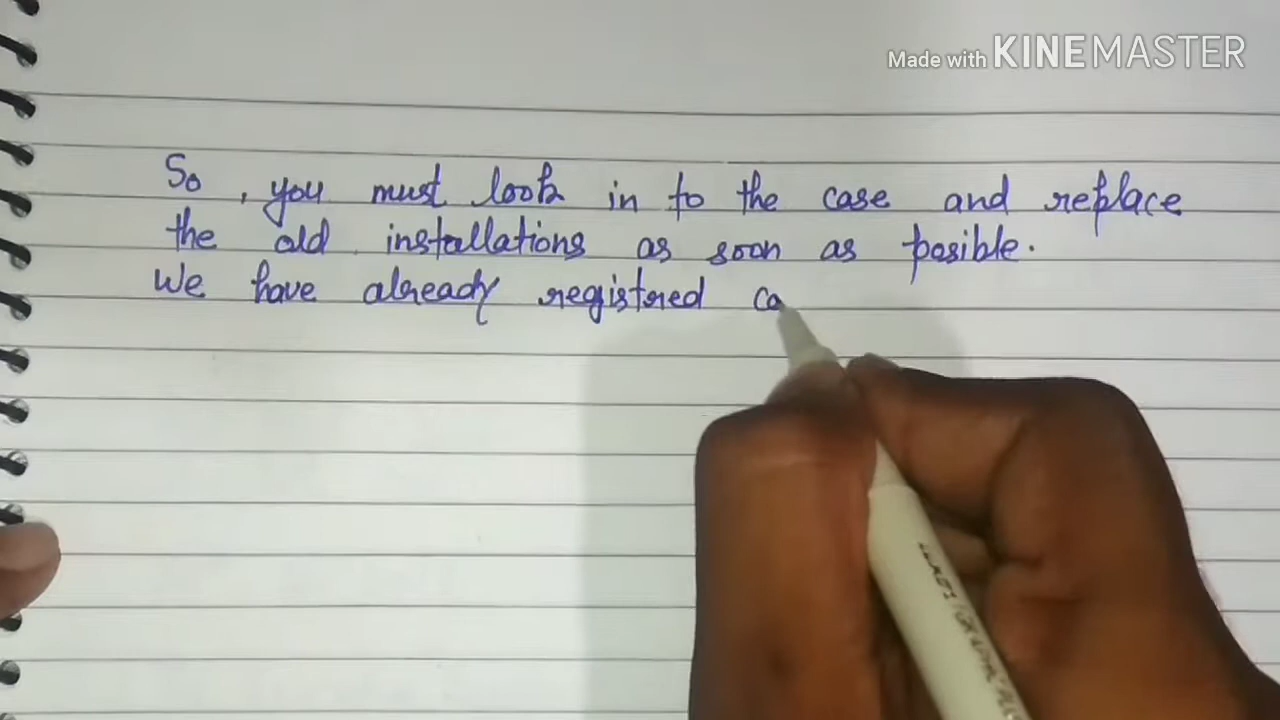 Made with KINEMASTER
So, you must look in to the case and replace
the old installations as soon as posible.
We have already registred co